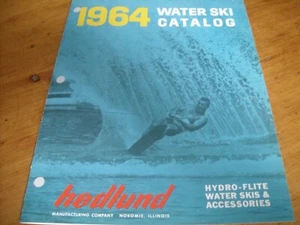 1964 WATER SKI
CATALOG
hedlund
MANUFACTURING COMPANY NOKOMIS, ILLINOIS
HYDRO-FLITE
WATER SKIS &
ACCESSORIES